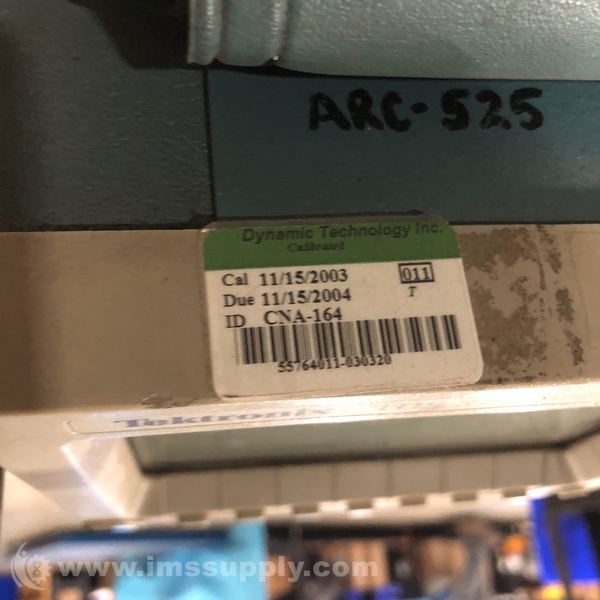 ARC-525
Dynamic Technology Inc.
Calibrated
Cal 11/15/2003
011
Due 11/15/2004
T
ID CNA-164
55764011-030320
Tektronix
www.imssupply.com